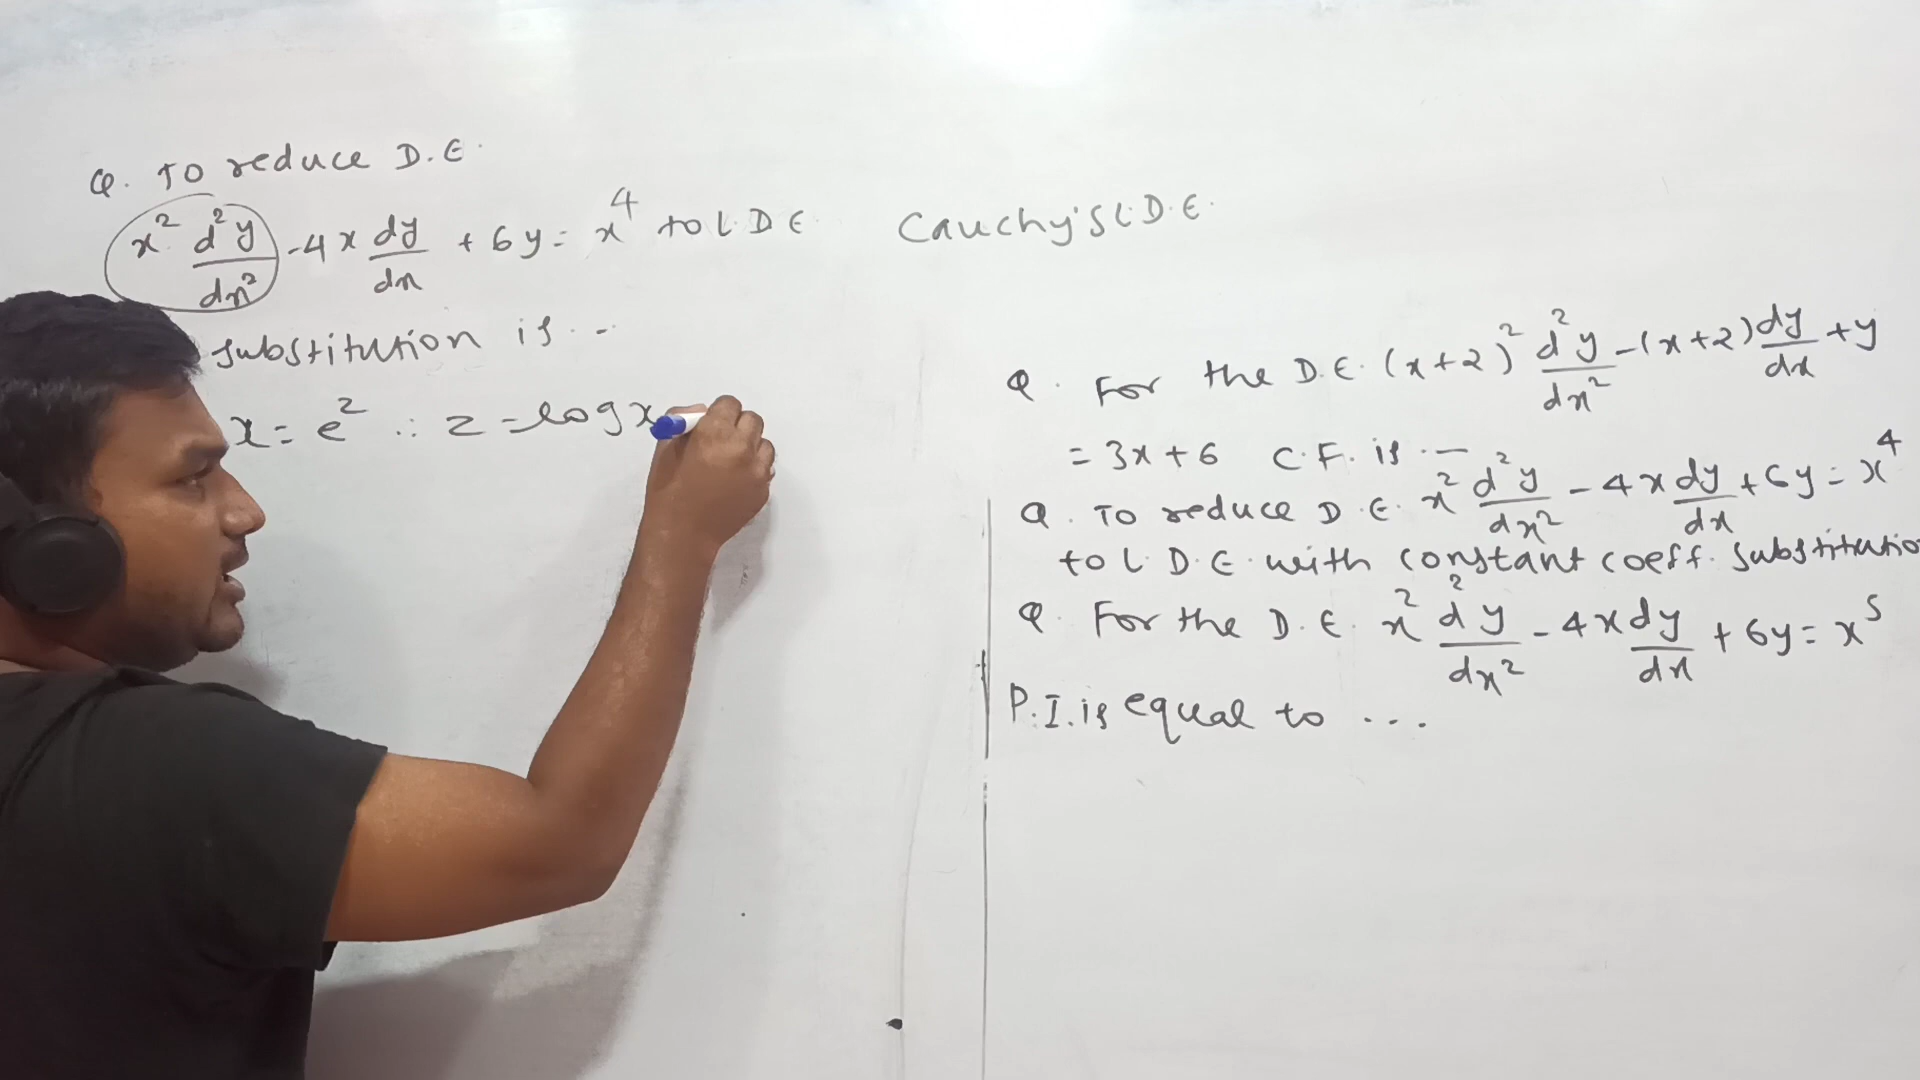 Q. To reduce D.E.
x² d²y/dx² - 4x dy/dx + 6y = x⁴ to L.D.E
substitution is ..
x = e^z ∴ z = log x
Cauchy's L.D.E.
Q. For the D.E. (x+2)² d²y/dx² - (x+2) dy/dx + y
= 3x + 6 C.F. is . —
Q. To reduce D.E. x² d²y/dx² - 4x dy/dx + 6y = x⁴
to L.D.E. with constant coeff. substitutio
Q. For the D.E. x² d²y/dx² - 4x dy/dx + 6y = x⁵
P.I. is equal to ...